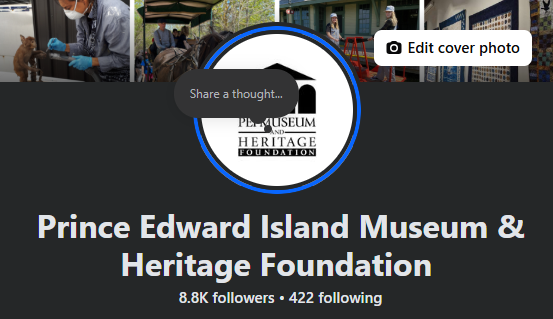 Edit cover photo
Share a thought...
MUSEUM
AND
HERITAGE
FOUNDATION
Prince Edward Island Museum &
Heritage Foundation
8.8K followers • 422 following